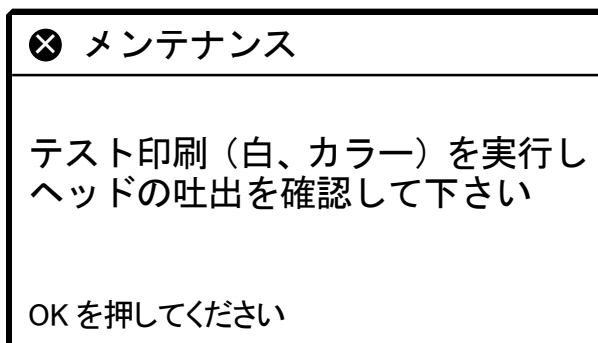 メンテナンス
テスト印刷（白、カラー）を実行し
ヘッドの吐出を確認して下さい
OKを押してください